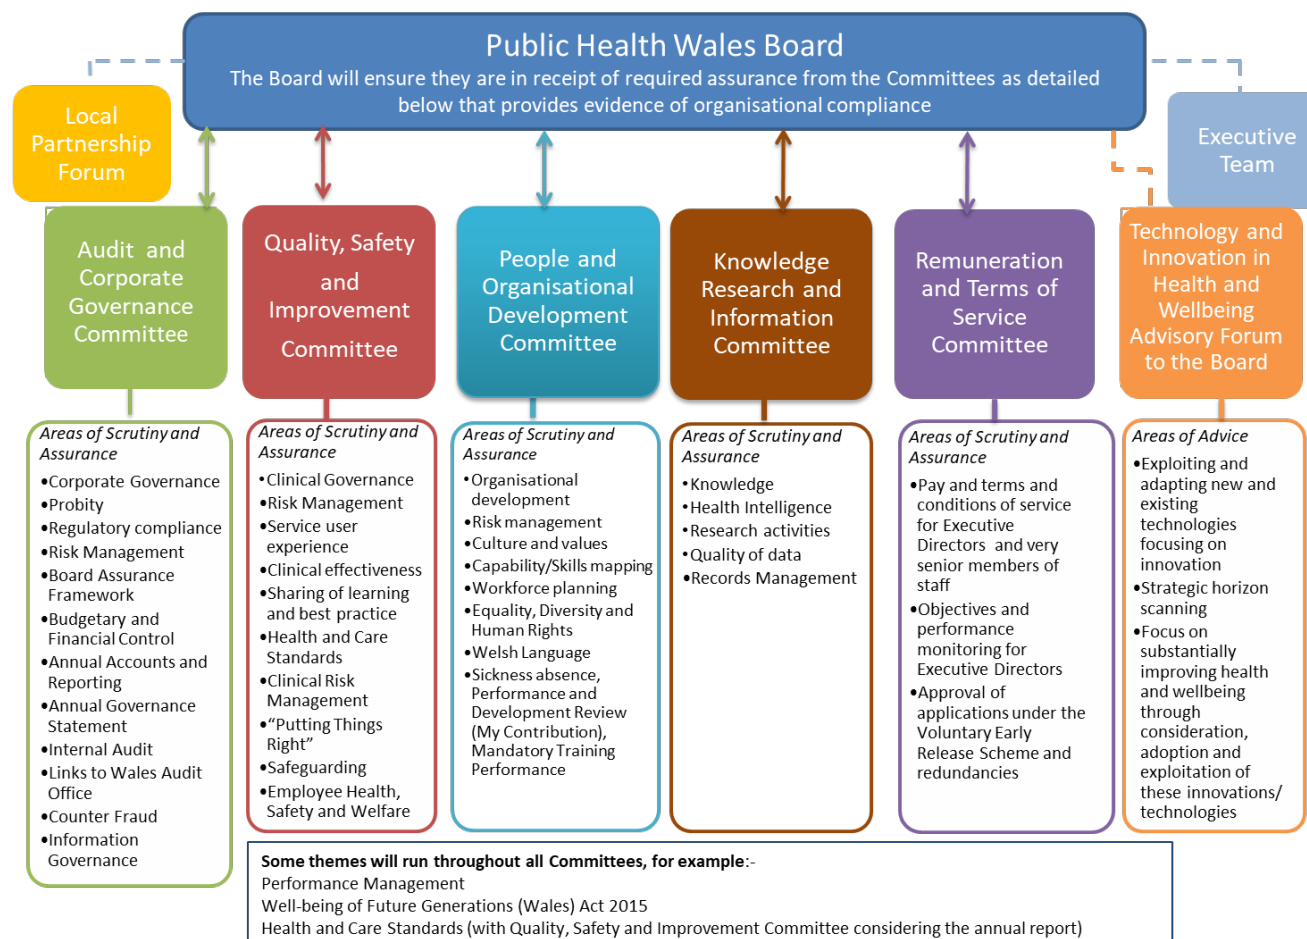 Public Health Wales Board
The Board will ensure they are in receipt of required assurance from the Committees as detailed
below that provides evidence of organisational compliance
Local
Partnership
Forum
Executive
Team
Audit and
Corporate
Governance
Committee
Quality, Safety
and
Improvement
Committee
People and
Organisational
Development
Committee
Knowledge
Research and
Information
Committee
Remuneration
and Terms of
Service
Committee
Technology and
Innovation in
Health and
Wellbeing
Advisory Forum
to the Board
Areas of Scrutiny and
Assurance
•Corporate Governance
•Probity
•Regulatory compliance
•Risk Management
•Board Assurance
Framework
•Budgetary and
Financial Control
•Annual Accounts and
Reporting
•Annual Governance
Statement
•Internal Audit
•Links to Wales Audit
Office
•Counter Fraud
•Information
Governance
Areas of Scrutiny and
Assurance
•Clinical Governance
•Risk Management
•Service user
experience
•Clinical effectiveness
•Sharing of learning
and best practice
•Health and Care
Standards
•Clinical Risk
Management
•“Putting Things
Right”
•Safeguarding
•Employee Health,
Safety and Welfare
Areas of Scrutiny and
Assurance
•Organisational
development
•Risk management
•Culture and values
•Capability/Skills mapping
•Workforce planning
•Equality, Diversity and
Human Rights
•Welsh Language
•Sickness absence,
Performance and
Development Review
(My Contribution),
Mandatory Training
Performance
Areas of Scrutiny and
Assurance
•Knowledge
•Health Intelligence
•Research activities
•Quality of data
•Records Management
Areas of Scrutiny and
Assurance
•Pay and terms and
conditions of service
for Executive
Directors and very
senior members of
staff
•Objectives and
performance
monitoring for
Executive Directors
•Approval of
applications under the
Voluntary Early
Release Scheme and
redundancies
Areas of Advice
•Exploiting and
adapting new and
existing
technologies
focusing on
innovation
•Strategic horizon
scanning
•Focus on
substantially
improving health
and wellbeing
through
consideration,
adoption and
exploitation of
these innovations/
technologies
Some themes will run throughout all Committees, for example:-
Performance Management
Well-being of Future Generations (Wales) Act 2015
Health and Care Standards (with Quality, Safety and Improvement Committee considering the annual report)